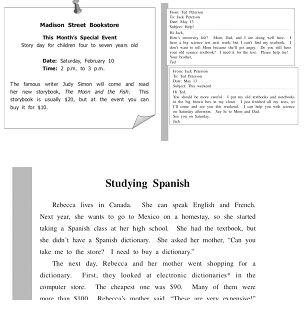 Madison Street Bookstore
This Month's Special Event
Story day for children four to seven years old
Date: Saturday, February 10
Time: 2 p.m. to 3 p.m.
The famous writer Judy Simon will come and read
her new storybook, The Moon and the Fish. This
storybook is usually $20, but at the event you can
buy it for $10.
From: Ted Peterson
To: Jack Peterson
Date: May 13
Subject: Help!
Hi Jack,
How's university life? Mom, Dad, and I are doing well here. I
have a big science test next week, but I can't find my textbook. I
don't want to tell Mom because she'll get angry. Do you still have
your old science textbook? I need it for the test. Please help me!
Your brother,
Ted
From: Jack Peterson
To: Ted Peterson
Date: May 13
Subject: This weekend
Hi Ted,
You should be more careful. I put my old textbooks and notebooks
in the big brown box in my closet. I just finished all my tests, so
I'll come and see you this weekend. I can help you with science
on Saturday afternoon. Say hi to Mom and Dad.
See you on Saturday,
Jack
Studying Spanish
Rebecca lives in Canada. She can speak English and French.
Next year, she wants to go to Mexico on a homestay, so she started
taking a Spanish class at her high school. She had the textbook, but
she didn't have a Spanish dictionary. She asked her mother, "Can you
take me to the store? I need to buy a dictionary."
The next day, Rebecca and her mother went shopping for a
dictionary. First, they looked at electronic dictionaries* in the
computer store. The cheapest one was $90. Many of them were
more than $100. Rebecca's mother said, "These are very expensive!"